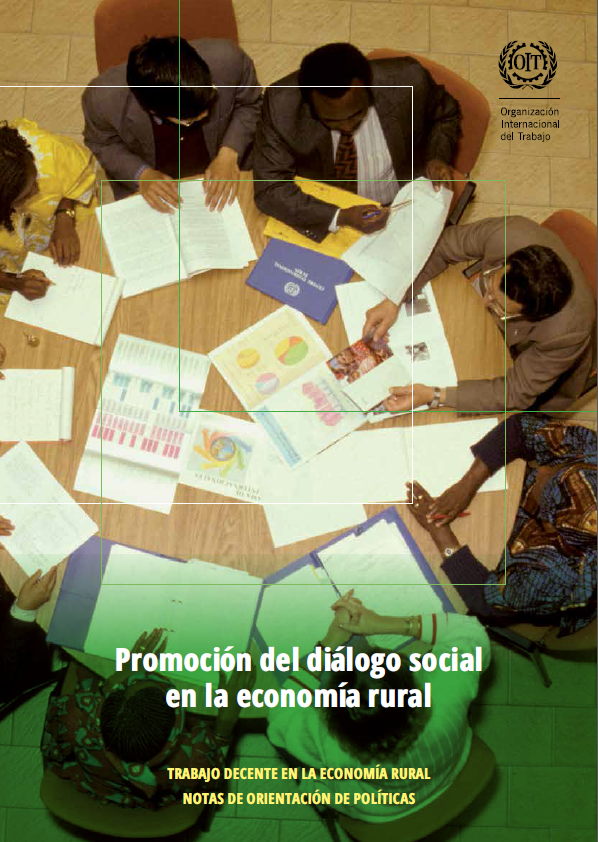 OIT
Organización
Internacional
del Trabajo
Promoción del diálogo social
en la economía rural
TRABAJO DECENTE EN LA ECONOMÍA RURAL
NOTAS DE ORIENTACIÓN DE POLÍTICAS